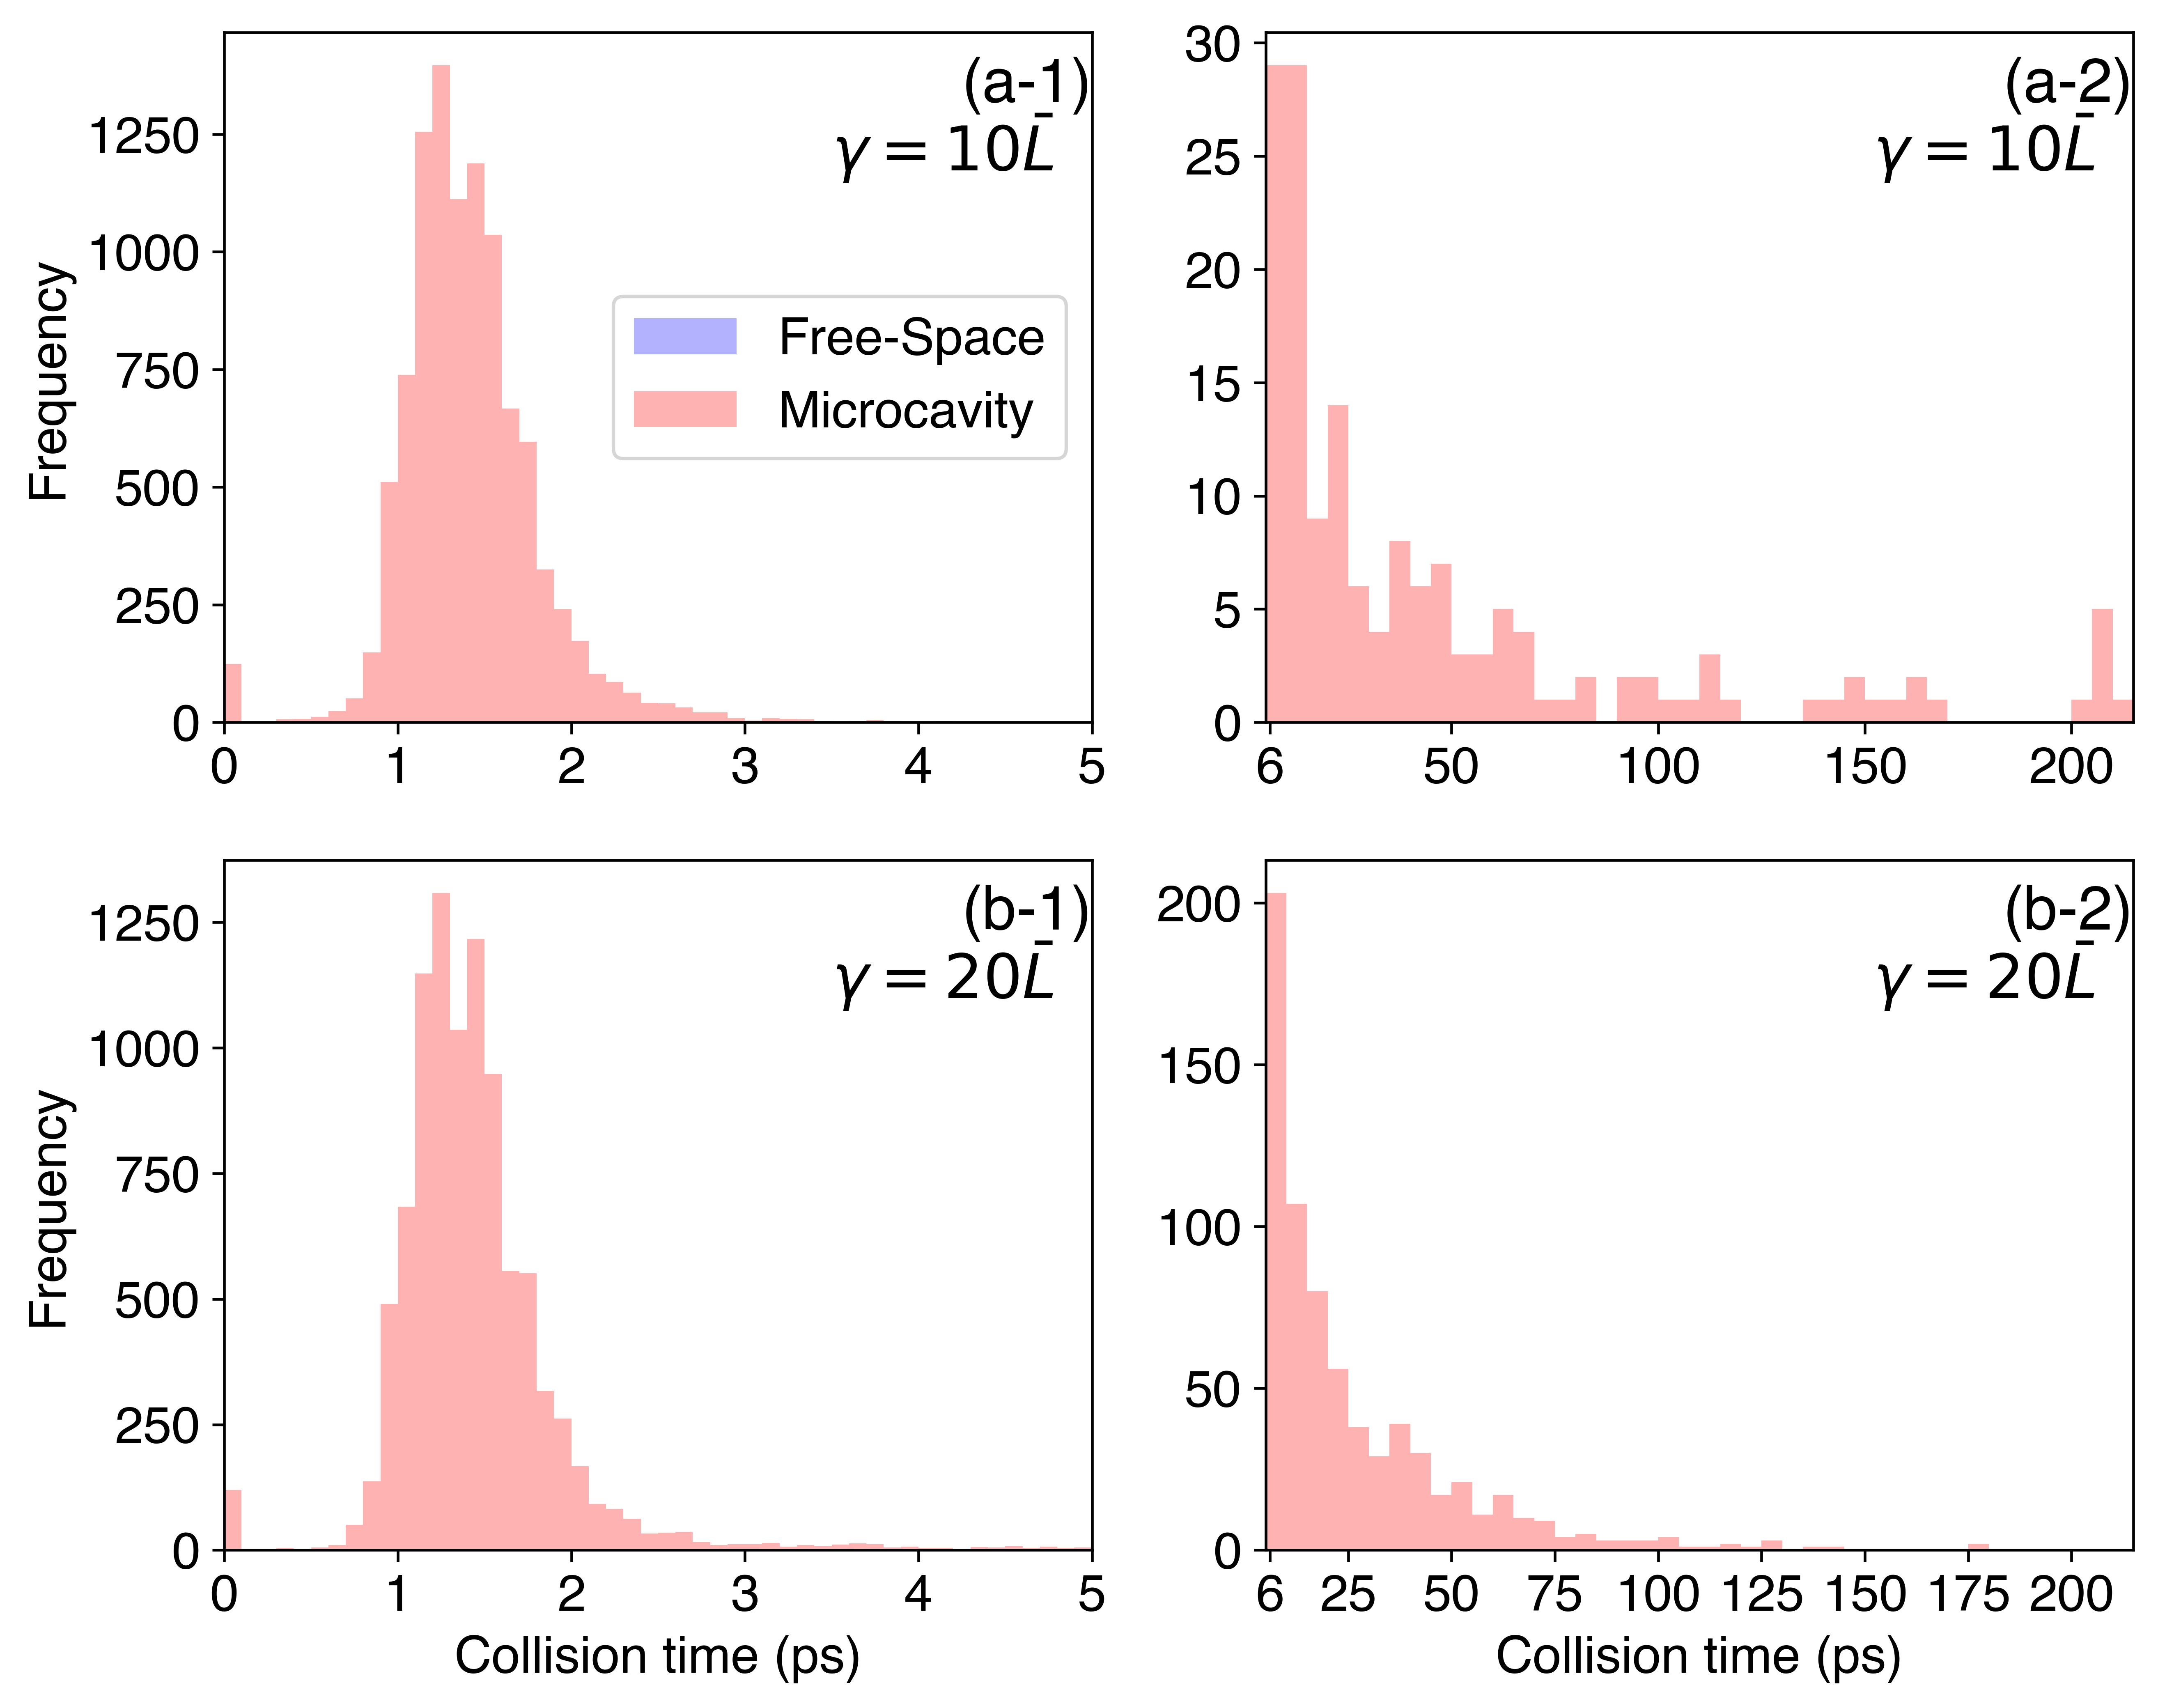 (a-1)
γ = 10L̄
Frequency
1250
1000
750
500
250
0
Free-Space
Microcavity
0 1 2 3 4 5
(a-2)
γ = 10L̄
30
25
20
15
10
5
0
6 50 100 150 200
(b-1)
γ = 20L̄
Frequency
1250
1000
750
500
250
0
0 1 2 3 4 5
Collision time (ps)
(b-2)
γ = 20L̄
200
150
100
50
0
6 25 50 75 100 125 150 175 200
Collision time (ps)